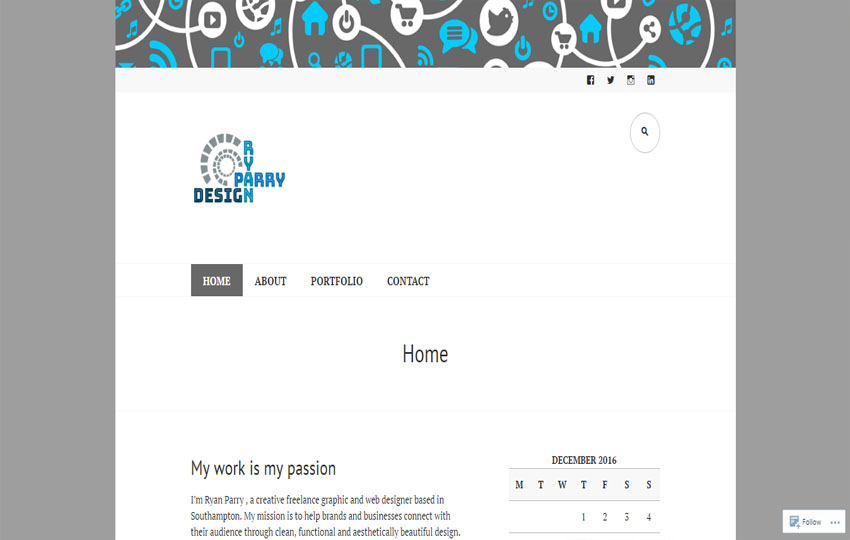 RYAN
PARRY
DESIGN
HOME ABOUT PORTFOLIO CONTACT
Home
My work is my passion
I'm Ryan Parry , a creative freelance graphic and web designer based in
Southampton. My mission is to help brands and businesses connect with
their audience through clean, functional and aesthetically beautiful design.
DECEMBER 2016
M T W T F S S
1 2 3 4
Follow